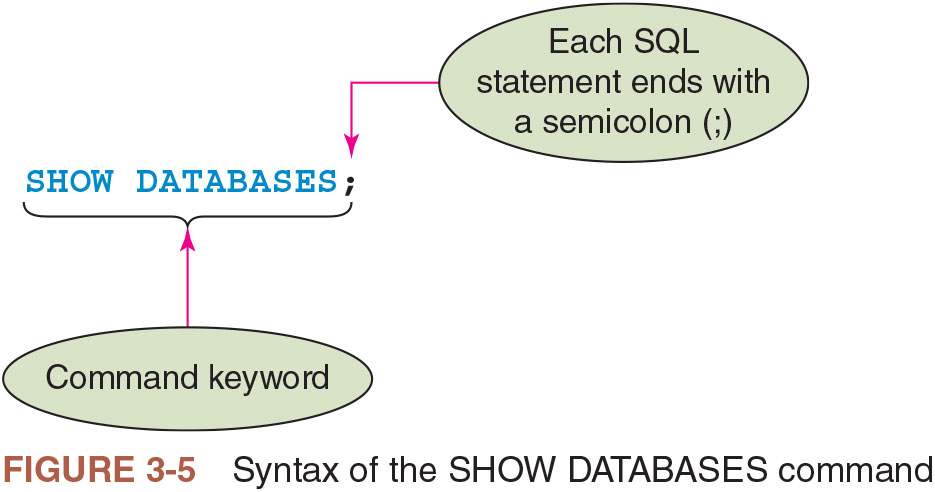 Each SQL
statement ends with
a semicolon (;)
SHOW DATABASES;
Command keyword
FIGURE 3-5 Syntax of the SHOW DATABASES command